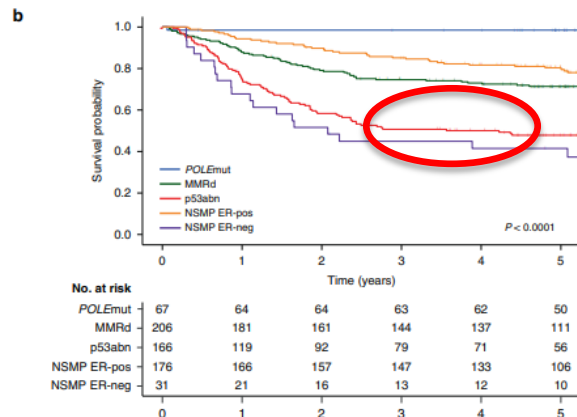 b
1.0
0.8
0.6
0.4
0.2
0.0
Survival probability
POLEmut
MMRd
p53abn
NSMP ER-pos
NSMP ER-neg
P < 0.0001
0 1 2 3 4 5
Time (years)
No. at risk
POLEmut 67 64 64 63 62 50
MMRd 206 181 161 144 137 111
p53abn 166 119 92 79 71 56
NSMP ER-pos 176 166 157 147 133 106
NSMP ER-neg 31 21 16 13 12 10
0 1 2 3 4 5